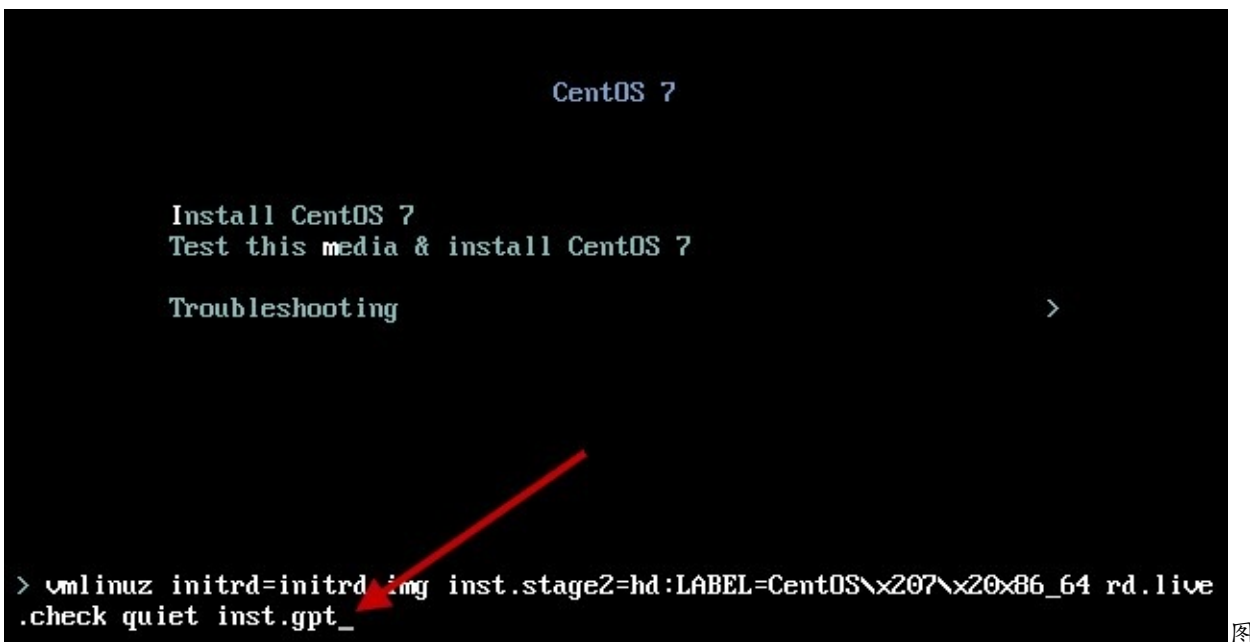 CentOS 7
Install CentOS 7
Test this media & install CentOS 7
Troubleshooting >
> vmlinuz initrd=initrd.img inst.stage2=hd:LABEL=CentOS\x207\x20x86_64 rd.live
.check quiet inst.gpt_
图